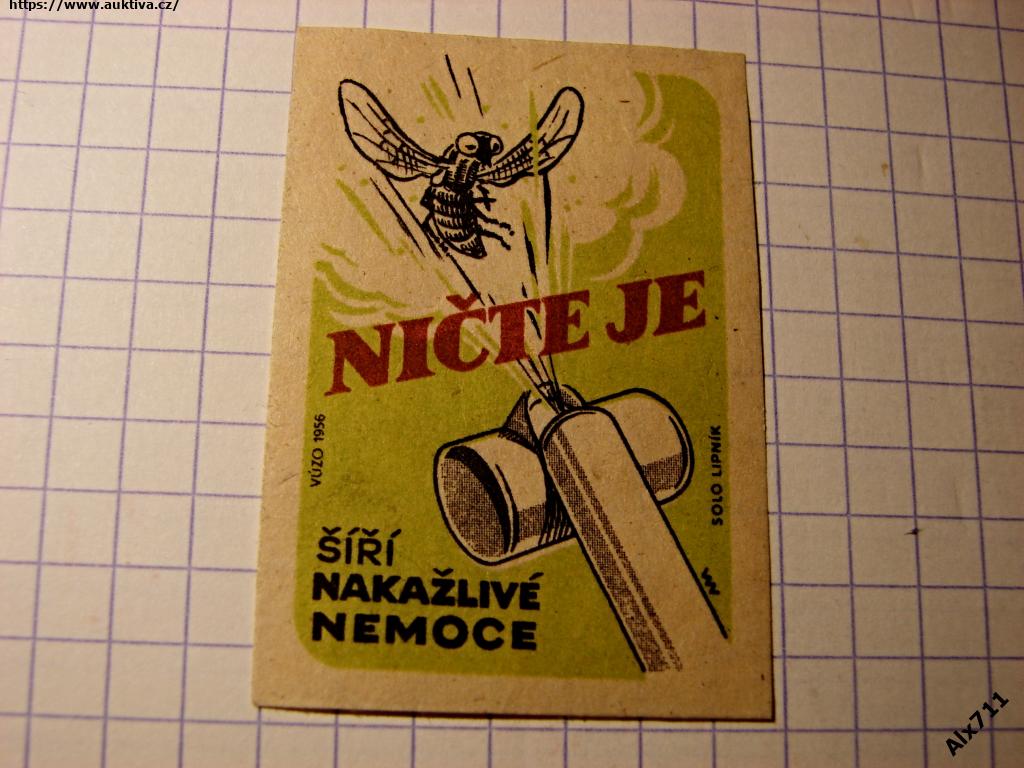 https://www.auktiva.cz/
NIČTE JE
VÚZO 1956
SOLO LIPNÍK
ŠÍŘÍ
NAKAŽLIVÉ
NEMOCE
Alx711